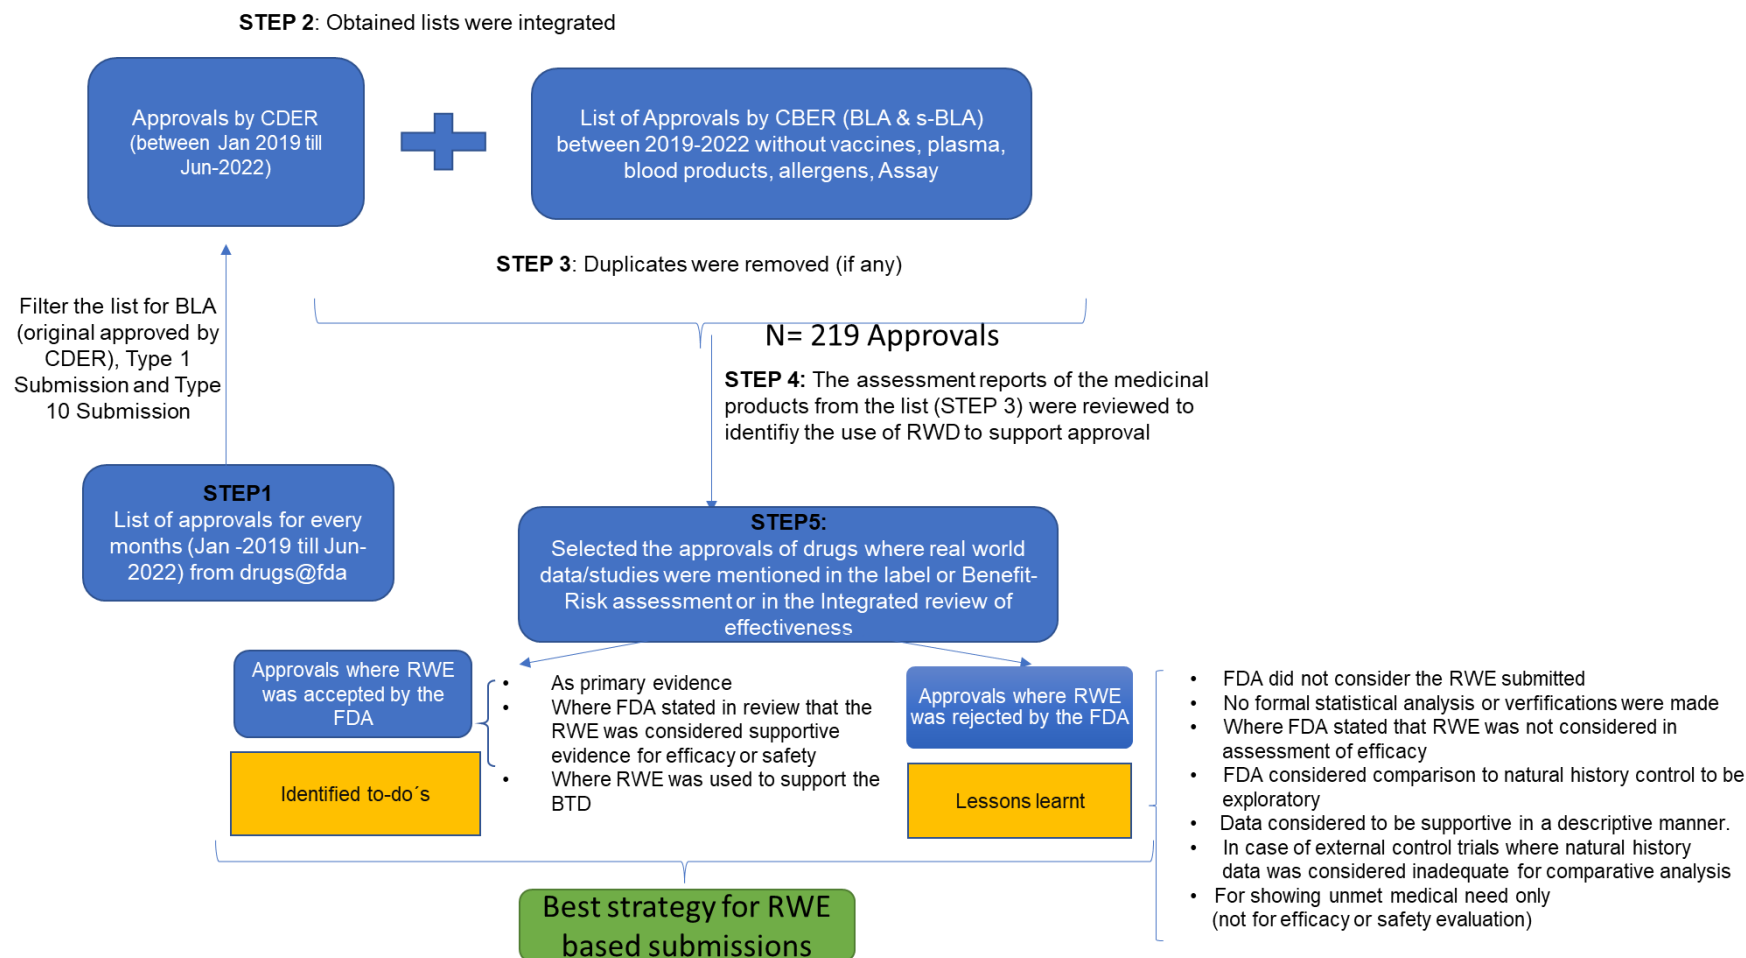 STEP 2: Obtained lists were integrated
Approvals by CDER
(between Jan 2019 till
Jun-2022)
List of Approvals by CBER (BLA & s-BLA)
between 2019-2022 without vaccines, plasma,
blood products, allergens, Assay
STEP 3: Duplicates were removed (if any)
Filter the list for BLA
(original approved by
CDER), Type 1
Submission and Type
10 Submission
N= 219 Approvals
STEP 4: The assessment reports of the medicinal
products from the list (STEP 3) were reviewed to
identifiy the use of RWD to support approval
STEP1
List of approvals for every
months (Jan -2019 till Jun-
2022) from drugs@fda
STEP5:
Selected the approvals of drugs where real world
data/studies were mentioned in the label or Benefit-
Risk assessment or in the Integrated review of
effectiveness
Approvals where RWE
was accepted by the
FDA
• As primary evidence
• Where FDA stated in review that the
RWE was considered supportive
evidence for efficacy or safety
• Where RWE was used to support the
BTD
Identified to-do´s
Approvals where RWE
was rejected by the FDA
Lessons learnt
• FDA did not consider the RWE submitted
• No formal statistical analysis or verfifications were made
• Where FDA stated that RWE was not considered in
assessment of efficacy
• FDA considered comparison to natural history control to be
exploratory
• Data considered to be supportive in a descriptive manner.
• In case of external control trials where natural history
data was considered inadequate for comparative analysis
• For showing unmet medical need only
(not for efficacy or safety evaluation)
Best strategy for RWE
based submissions